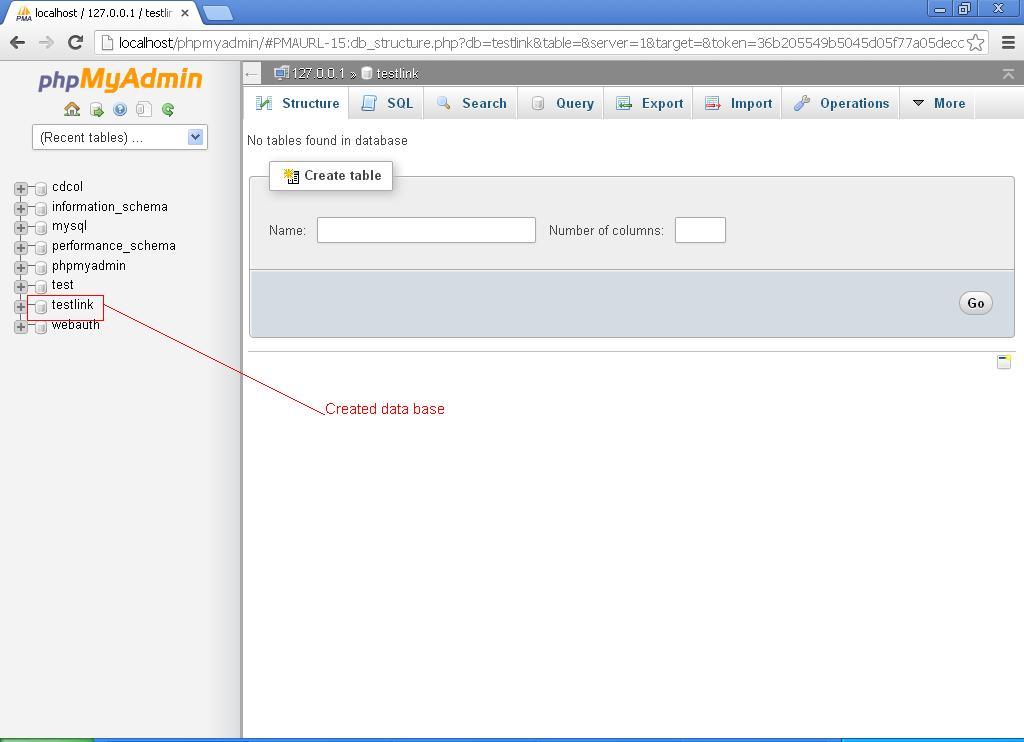 localhost / 127.0.0.1 / testlin
localhost/phpmyadmin/#PMAURL-15:db_structure.php?db=testlink&table=&server=1&target=&token=36b205549b5045d05f77a05decc
phpMyAdmin
127.0.0.1 » testlink
Structure SQL Search Query Export Import Operations More
(Recent tables) ...
No tables found in database
Create table
Name: Number of columns:
Go
cdcol
information_schema
mysql
performance_schema
phpmyadmin
test
testlink
webauth
Created data base